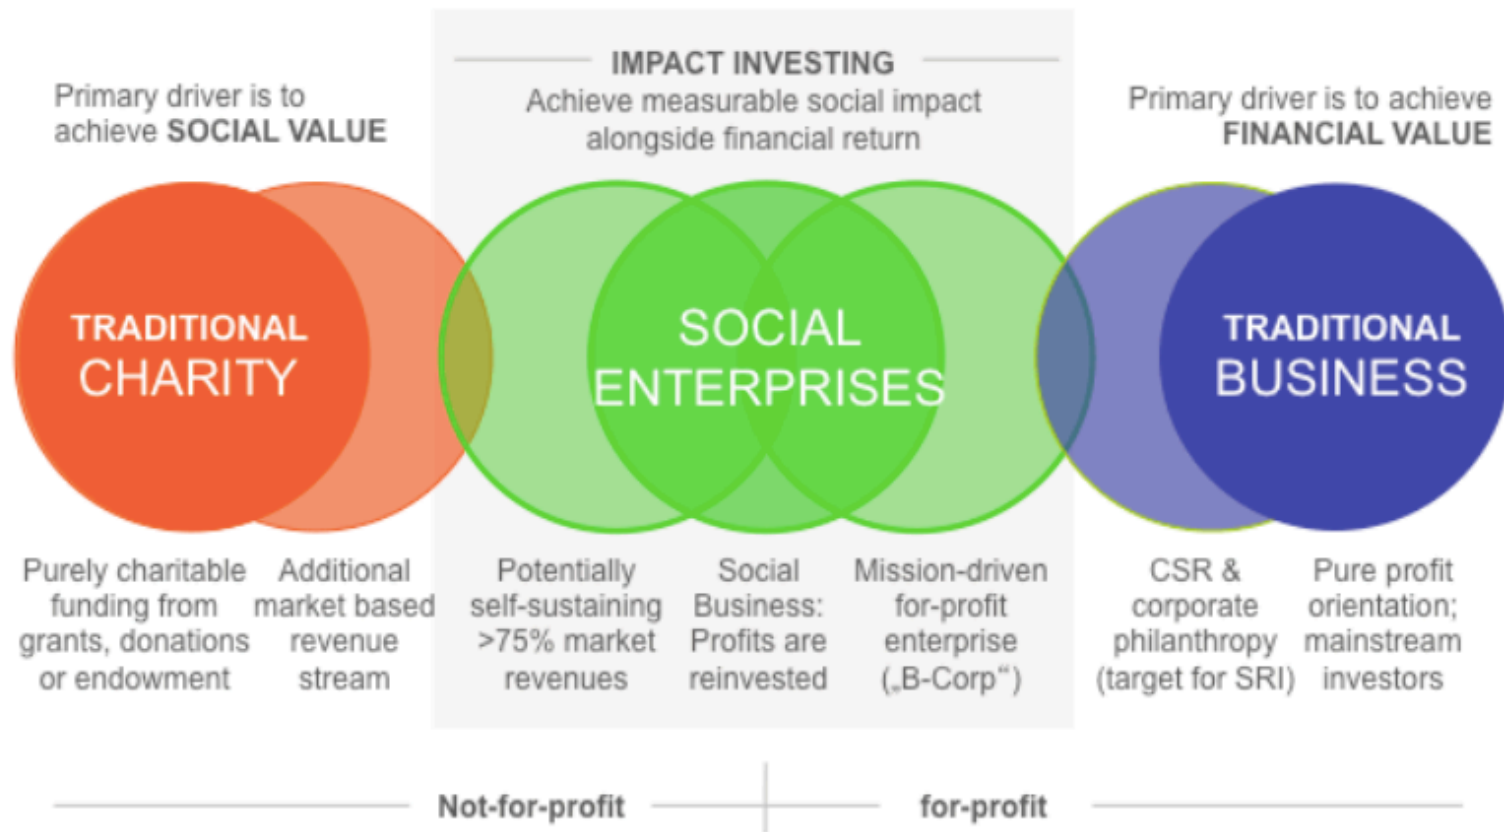 IMPACT INVESTING
Achieve measurable social impact
alongside financial return
Primary driver is to
achieve SOCIAL VALUE
Primary driver is to achieve
FINANCIAL VALUE
TRADITIONAL
CHARITY
SOCIAL
ENTERPRISES
TRADITIONAL
BUSINESS
Purely charitable
funding from
grants, donations
or endowment
Additional
market based
revenue
stream
Potentially
self-sustaining
>75% market
revenues
Social
Business:
Profits are
reinvested
Mission-driven
for-profit
enterprise
(„B-Corp“)
CSR &
corporate
philanthropy
(target for SRI)
Pure profit
orientation;
mainstream
investors
Not-for-profit
for-profit